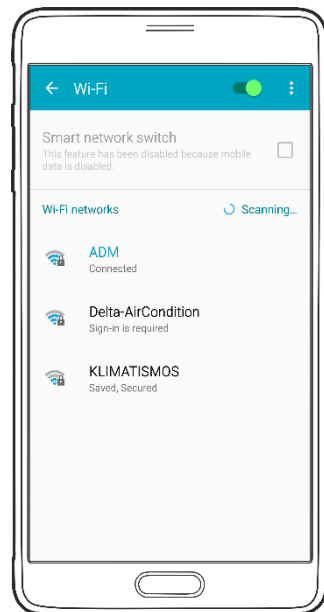 Wi-Fi
Smart network switch
This feature has been disabled because mobile
data is disabled.
Wi-Fi networks
Scanning...
ADM
Connected
Delta-AirCondition
Sign-in is required
KLIMATISMOS
Saved, Secured